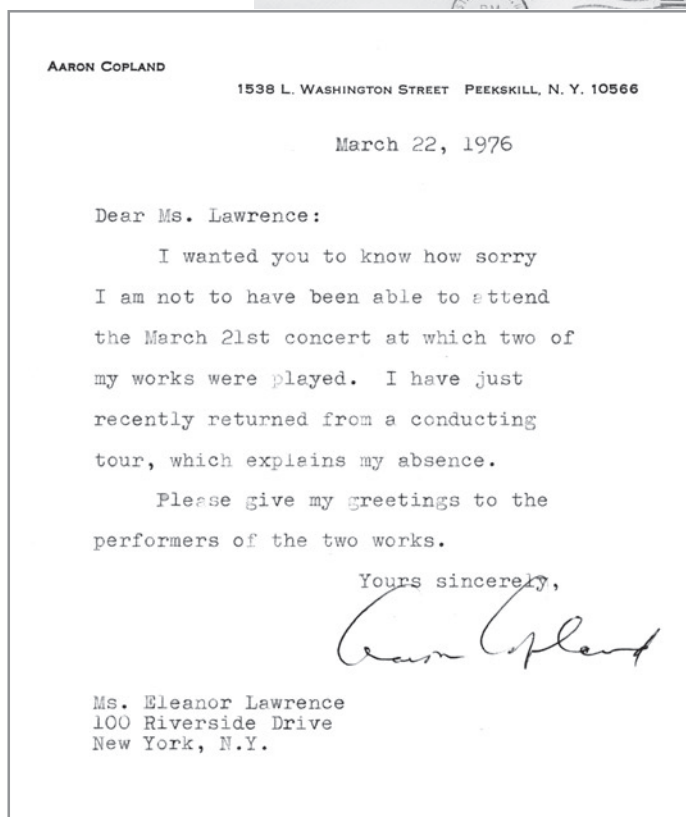 PM
AARON COPLAND
1538 L. WASHINGTON STREET PEEKSKILL, N. Y. 10566
March 22, 1976
Dear Ms. Lawrence:
I wanted you to know how sorry
I am not to have been able to attend
the March 21st concert at which two of
my works were played. I have just
recently returned from a conducting
tour, which explains my absence.
Please give my greetings to the
performers of the two works.
Yours sincerely,
Aaron Copland
Ms. Eleanor Lawrence
100 Riverside Drive
New York, N.Y.